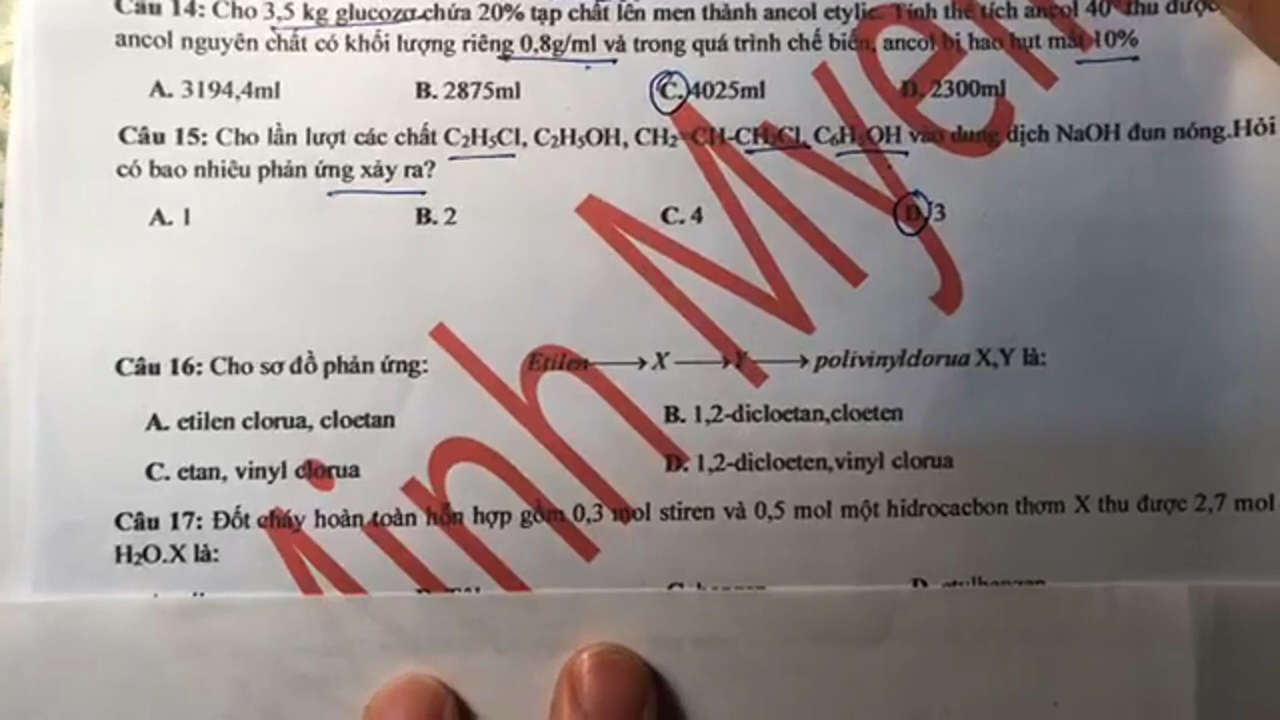 Câu 14: Cho 3,5 kg glucozơ chứa 20% tạp chất lên men thành ancol etylic. Tính thể tích ancol 40° thu được
ancol nguyên chất có khối lượng riêng 0,8g/ml và trong quá trình chế biến, ancol bị hao hụt mất 10%
A. 3194,4ml B. 2875ml C. 4025ml D. 2300ml
Câu 15: Cho lần lượt các chất C₂H₅Cl, C₂H₅OH, CH₂=CH-CH₂Cl, C₆H₅OH vào dung dịch NaOH đun nóng.Hỏi
có bao nhiêu phản ứng xảy ra?
A. 1 B. 2 C. 4 D. 3
Câu 16: Cho sơ đồ phản ứng: Etilen → X → Y → polivinyldorua X,Y là:
A. etilen clorua, cloetan B. 1,2-dicloetan,cloeten
C. etan, vinyl clorua D. 1,2-dicloeten,vinyl clorua
Câu 17: Đốt cháy hoàn toàn hỗn hợp gồm 0,3 mol stiren và 0,5 mol một hidrocacbon thơm X thu được 2,7 mol
H₂O.X là:
inh Myen